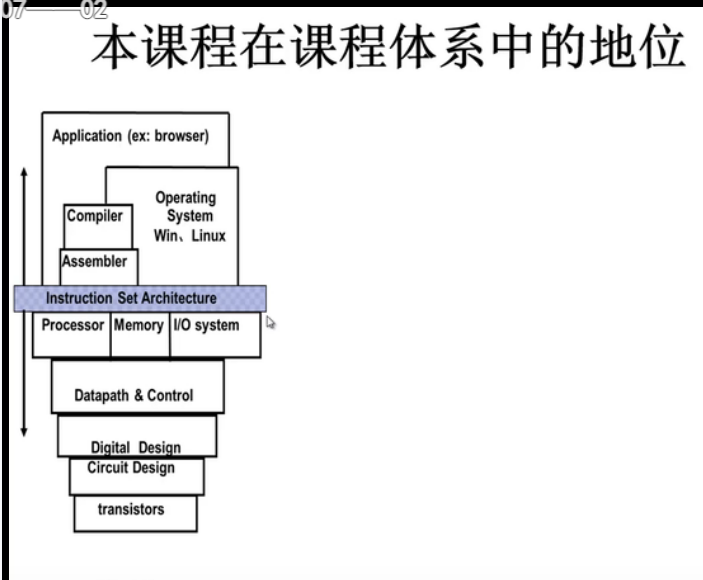 07——02
本课程在课程体系中的地位
Application (ex: browser)
Operating
System
Win、Linux
Compiler
Assembler
Instruction Set Architecture
Processor
Memory
I/O system
Datapath & Control
Digital Design
Circuit Design
transistors